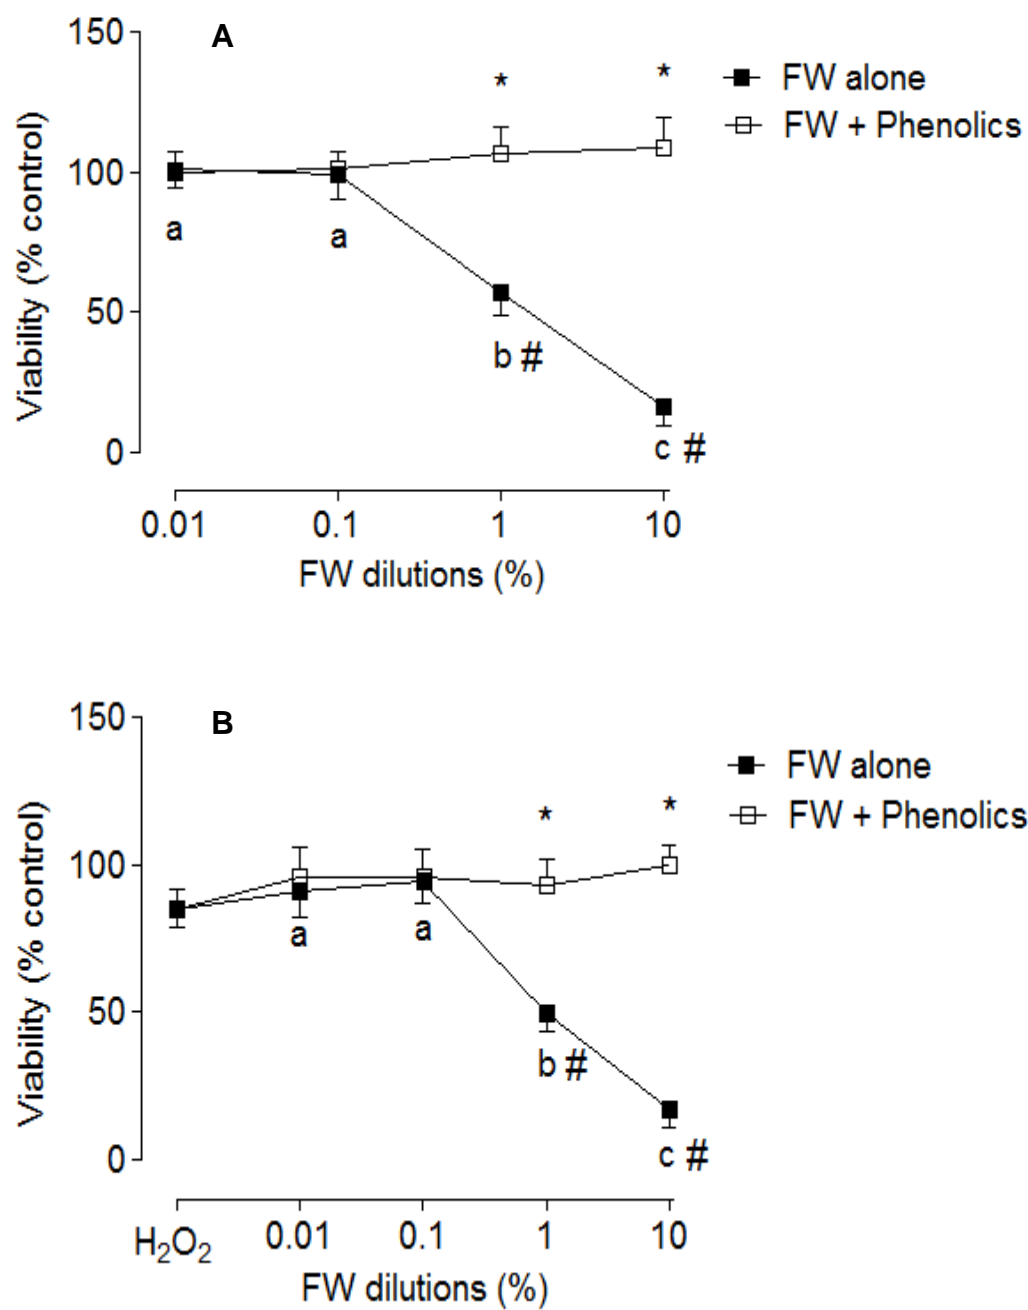 A
150
100
50
0
Viability (% control)
* *
FW alone
FW + Phenolics
a a
b #
c #
0.01 0.1 1 10
FW dilutions (%)
B
150
100
50
0
Viability (% control)
* *
FW alone
FW + Phenolics
a a
b #
c #
H₂O₂ 0.01 0.1 1 10
FW dilutions (%)